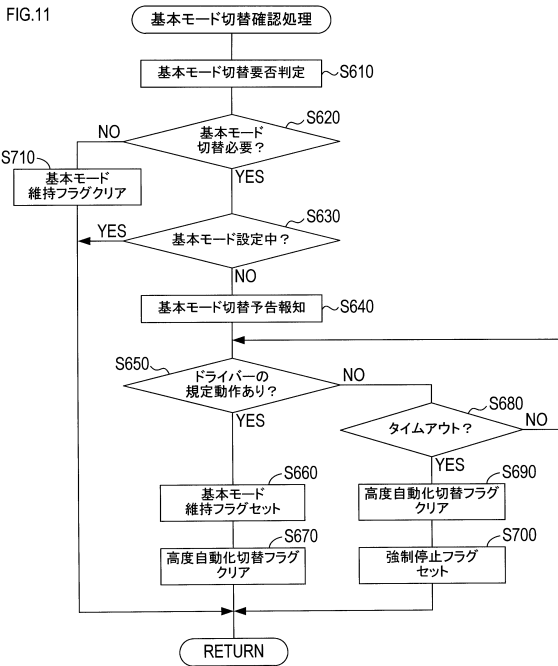 FIG.11
基本モード切替確認処理
基本モード切替要否判定
S610
S620
基本モード
切替必要？
NO
YES
S710
基本モード
維持フラグクリア
S630
基本モード設定中？
YES
NO
基本モード切替予告報知
S640
S650
ドライバーの
規定動作あり？
NO
YES
S680
タイムアウト？
NO
YES
S660
基本モード
維持フラグセット
S690
高度自動化切替フラグ
クリア
S670
高度自動化切替フラグ
クリア
S700
強制停止フラグ
セット
RETURN